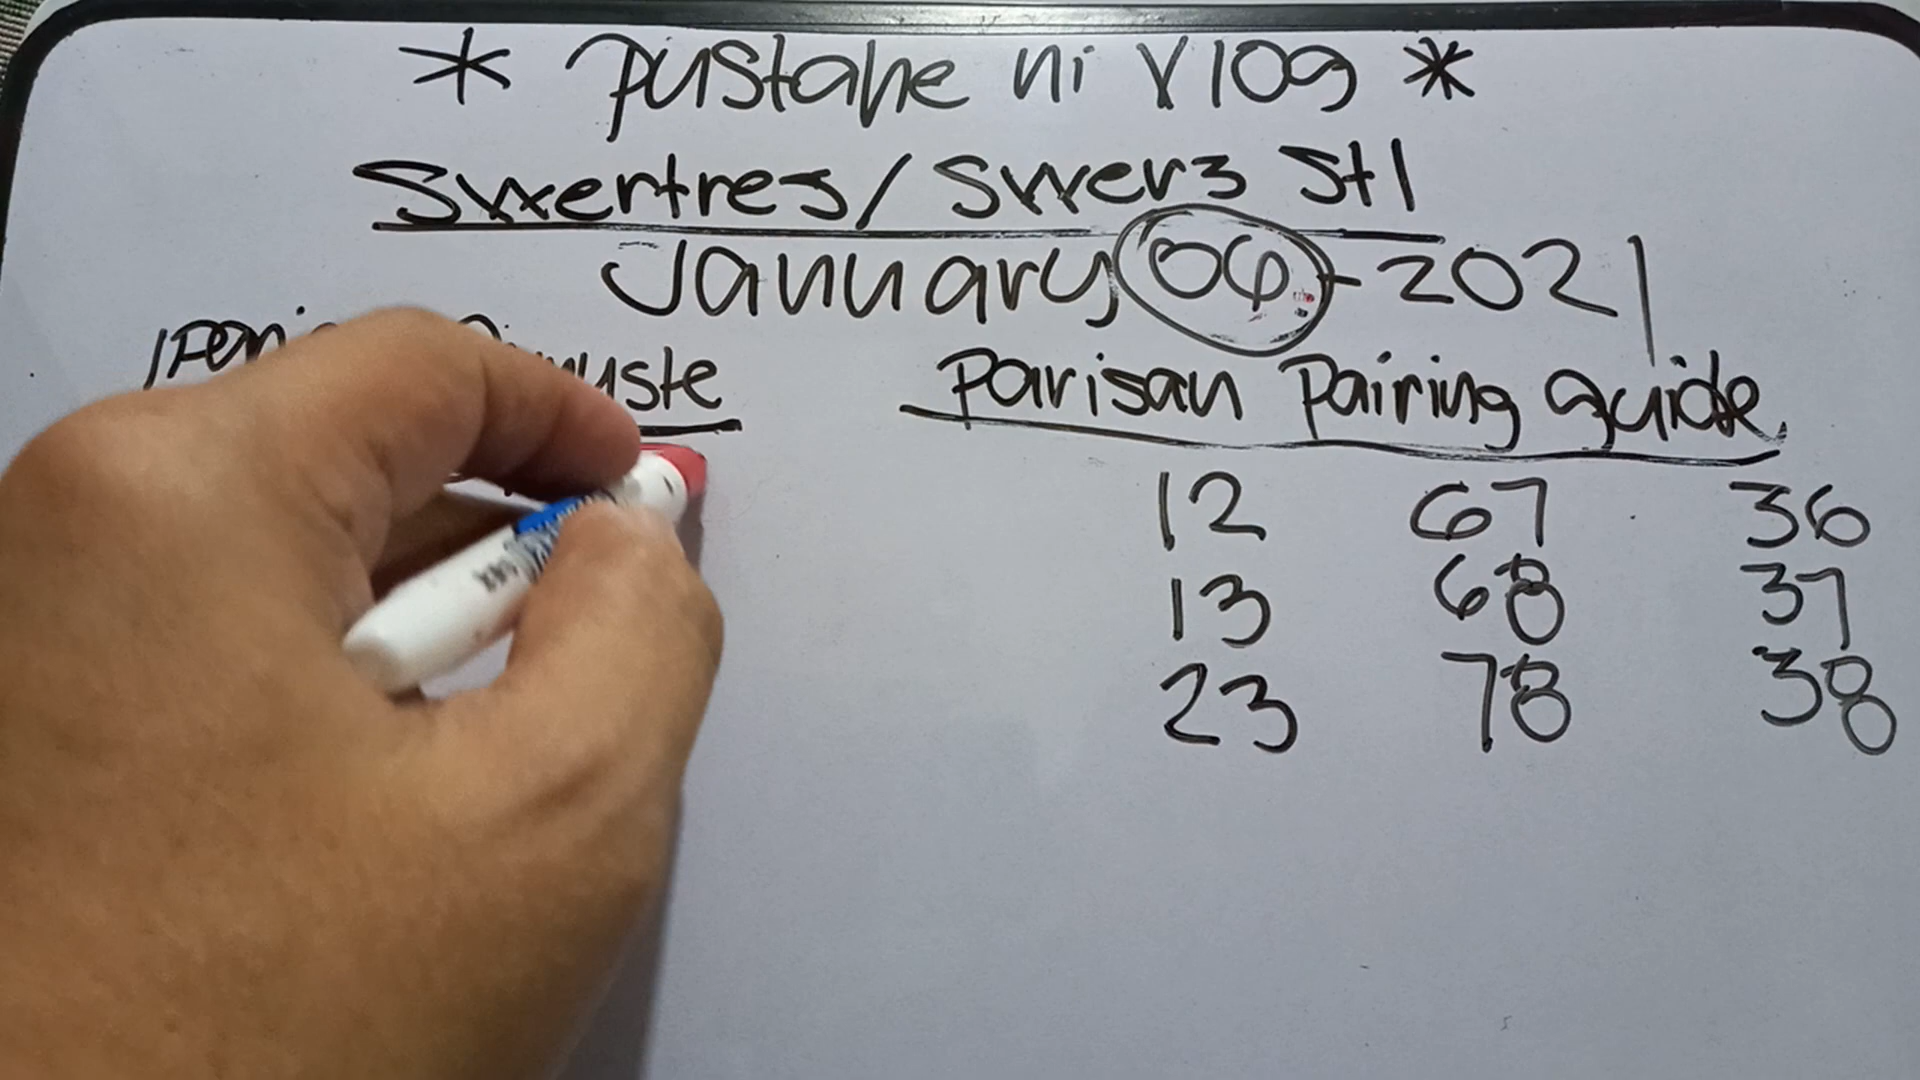 * Pustahe ni Vlog *
Swertres/Swer3 Stl
January 06-2021
Parisan Pairing guide
12 67 36
13 68 37
23 78 38